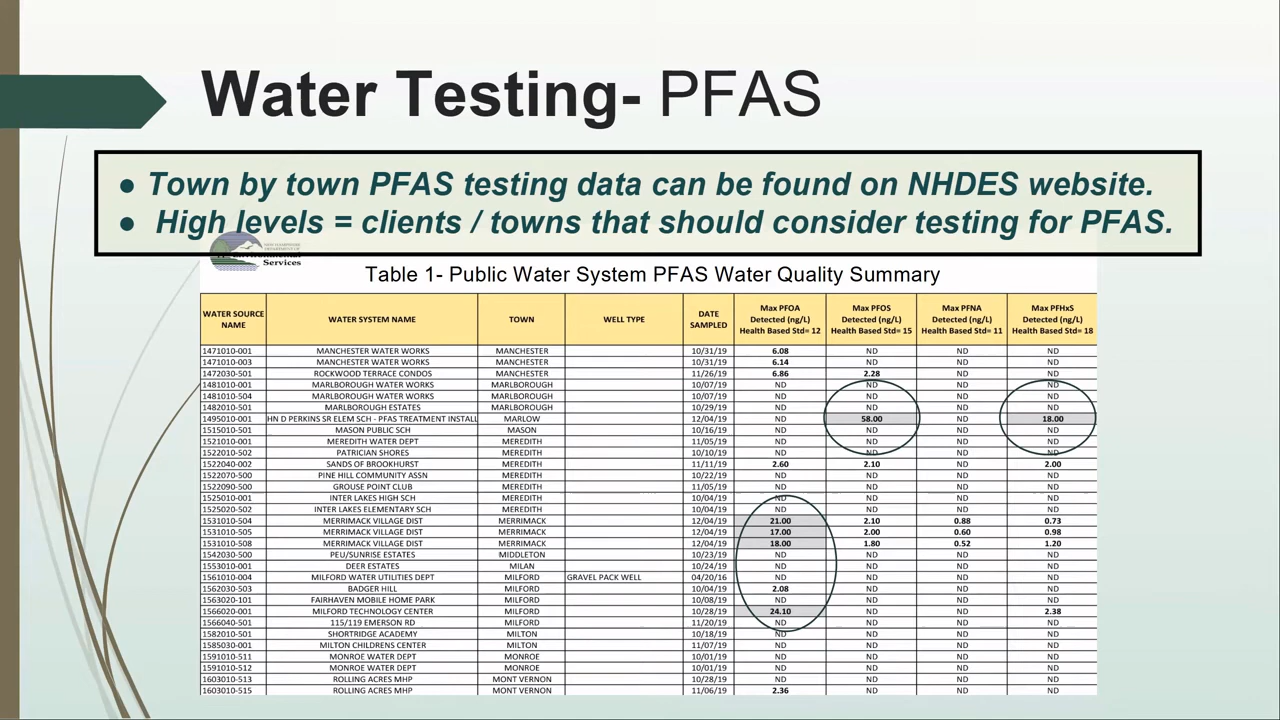 Water Testing- PFAS
● Town by town PFAS testing data can be found on NHDES website.
● High levels = clients / towns that should consider testing for PFAS.
NEW HAMPSHIRE
DEPARTMENT OF
Environmental
Services
Table 1- Public Water System PFAS Water Quality Summary
WATER SOURCE NAME WATER SYSTEM NAME TOWN WELL TYPE DATE SAMPLED Max PFOA Detected (ng/L) Health Based Std= 12 Max PFOS Detected (ng/L) Health Based Std= 15 Max PFNA Detected (ng/L) Health Based Std= 11 Max PFHxS Detected (ng/L) Health Based Std= 18
1471010-001 MANCHESTER WATER WORKS MANCHESTER 10/31/19 6.08 ND ND ND
1471010-003 MANCHESTER WATER WORKS MANCHESTER 10/31/19 6.14 ND ND ND
1472030-501 ROCKWOOD TERRACE CONDOS MANCHESTER 11/26/19 6.86 2.28 ND ND
1481010-001 MARLBOROUGH WATER WORKS MARLBOROUGH 10/07/19 ND ND ND ND
1481010-504 MARLBOROUGH WATER WORKS MARLBOROUGH 10/07/19 ND ND ND ND
1482010-501 MARLBOROUGH ESTATES MARLBOROUGH 10/29/19 ND ND ND ND
1495010-001 HN D PERKINS SR ELEM SCH - PFAS TREATMENT INSTALL MARLOW 12/04/19 ND 58.00 ND 18.00
1515010-501 MASON PUBLIC SCH MASON 10/16/19 ND ND ND ND
1521010-001 MEREDITH WATER DEPT MEREDITH 11/05/19 ND ND ND ND
1522010-502 PATRICIAN SHORES MEREDITH 10/10/19 ND ND ND ND
1522040-002 SANDS OF BROOKHURST MEREDITH 11/11/19 2.60 2.10 ND 2.00
1522070-500 PINE HILL COMMUNITY ASSN MEREDITH 10/22/19 ND ND ND ND
1522090-500 GROUSE POINT CLUB MEREDITH 11/05/19 ND ND ND ND
1525010-001 INTER LAKES HIGH SCH MEREDITH 10/04/19 ND ND ND ND
1525020-502 INTER LAKES ELEMENTARY SCH MEREDITH 10/04/19 ND ND ND ND
1531010-504 MERRIMACK VILLAGE DIST MERRIMACK 12/04/19 21.00 2.10 0.88 0.73
1531010-505 MERRIMACK VILLAGE DIST MERRIMACK 12/04/19 17.00 2.00 0.60 0.98
1531010-508 MERRIMACK VILLAGE DIST MERRIMACK 12/04/19 18.00 1.80 0.52 1.20
1542030-500 PEU/SUNRISE ESTATES MIDDLETON 10/23/19 ND ND ND ND
1553010-001 DEER ESTATES MILAN 10/24/19 ND ND ND ND
1561010-004 MILFORD WATER UTILITIES DEPT MILFORD GRAVEL PACK WELL 04/20/16 ND ND ND ND
1562030-503 BADGER HILL MILFORD 10/04/19 2.08 ND ND ND
1563020-101 FAIRHAVEN MOBILE HOME PARK MILFORD 10/08/19 ND ND ND ND
1566020-001 MILFORD TECHNOLOGY CENTER MILFORD 10/28/19 24.10 ND ND 2.38
1566040-501 115/119 EMERSON RD MILFORD 11/20/19 ND ND ND ND
1582010-501 SHORTRIDGE ACADEMY MILTON 10/18/19 ND ND ND ND
1585030-001 MILTON CHILDRENS CENTER MILTON 11/07/19 ND ND ND ND
1591010-511 MONROE WATER DEPT MONROE 10/01/19 ND ND ND ND
1591010-512 MONROE WATER DEPT MONROE 10/01/19 ND ND ND ND
1603010-513 ROLLING ACRES MHP MONT VERNON 10/28/19 ND ND ND ND
1603010-515 ROLLING ACRES MHP MONT VERNON 11/06/19 2.36 ND ND ND